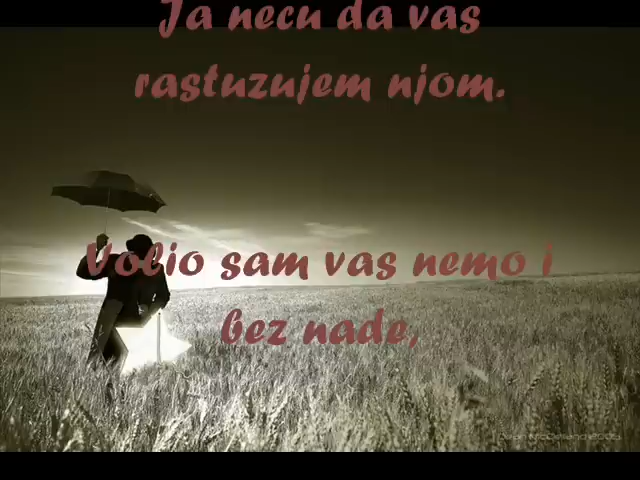 Ja necu da vas
rastuzujem njom.
Volio sam vas nemo i
bez nade,